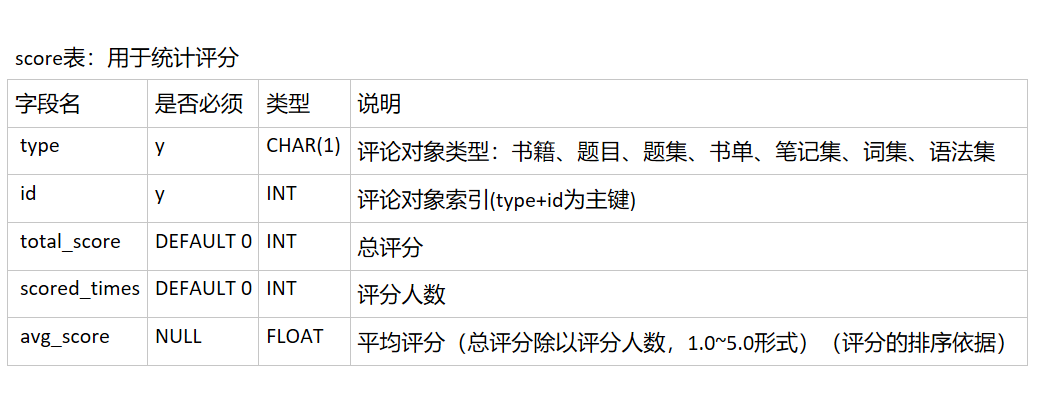 score表：用于统计评分
字段名 是否必须 类型 说明
type y CHAR(1) 评论对象类型：书籍、题目、题集、书单、笔记集、词集、语法集
id y INT 评论对象索引(type+id为主键)
total_score DEFAULT 0 INT 总评分
scored_times DEFAULT 0 INT 评分人数
avg_score NULL FLOAT 平均评分（总评分除以评分人数，1.0~5.0形式）（评分的排序依据）